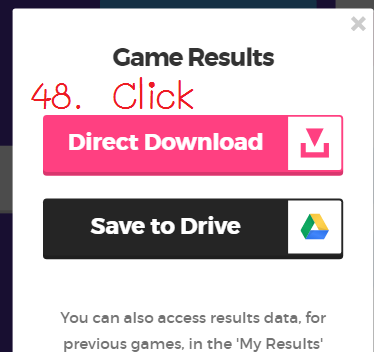 Game Results
48. Click
Direct Download
Save to Drive
You can also access results data, for
previous games, in the 'My Results'